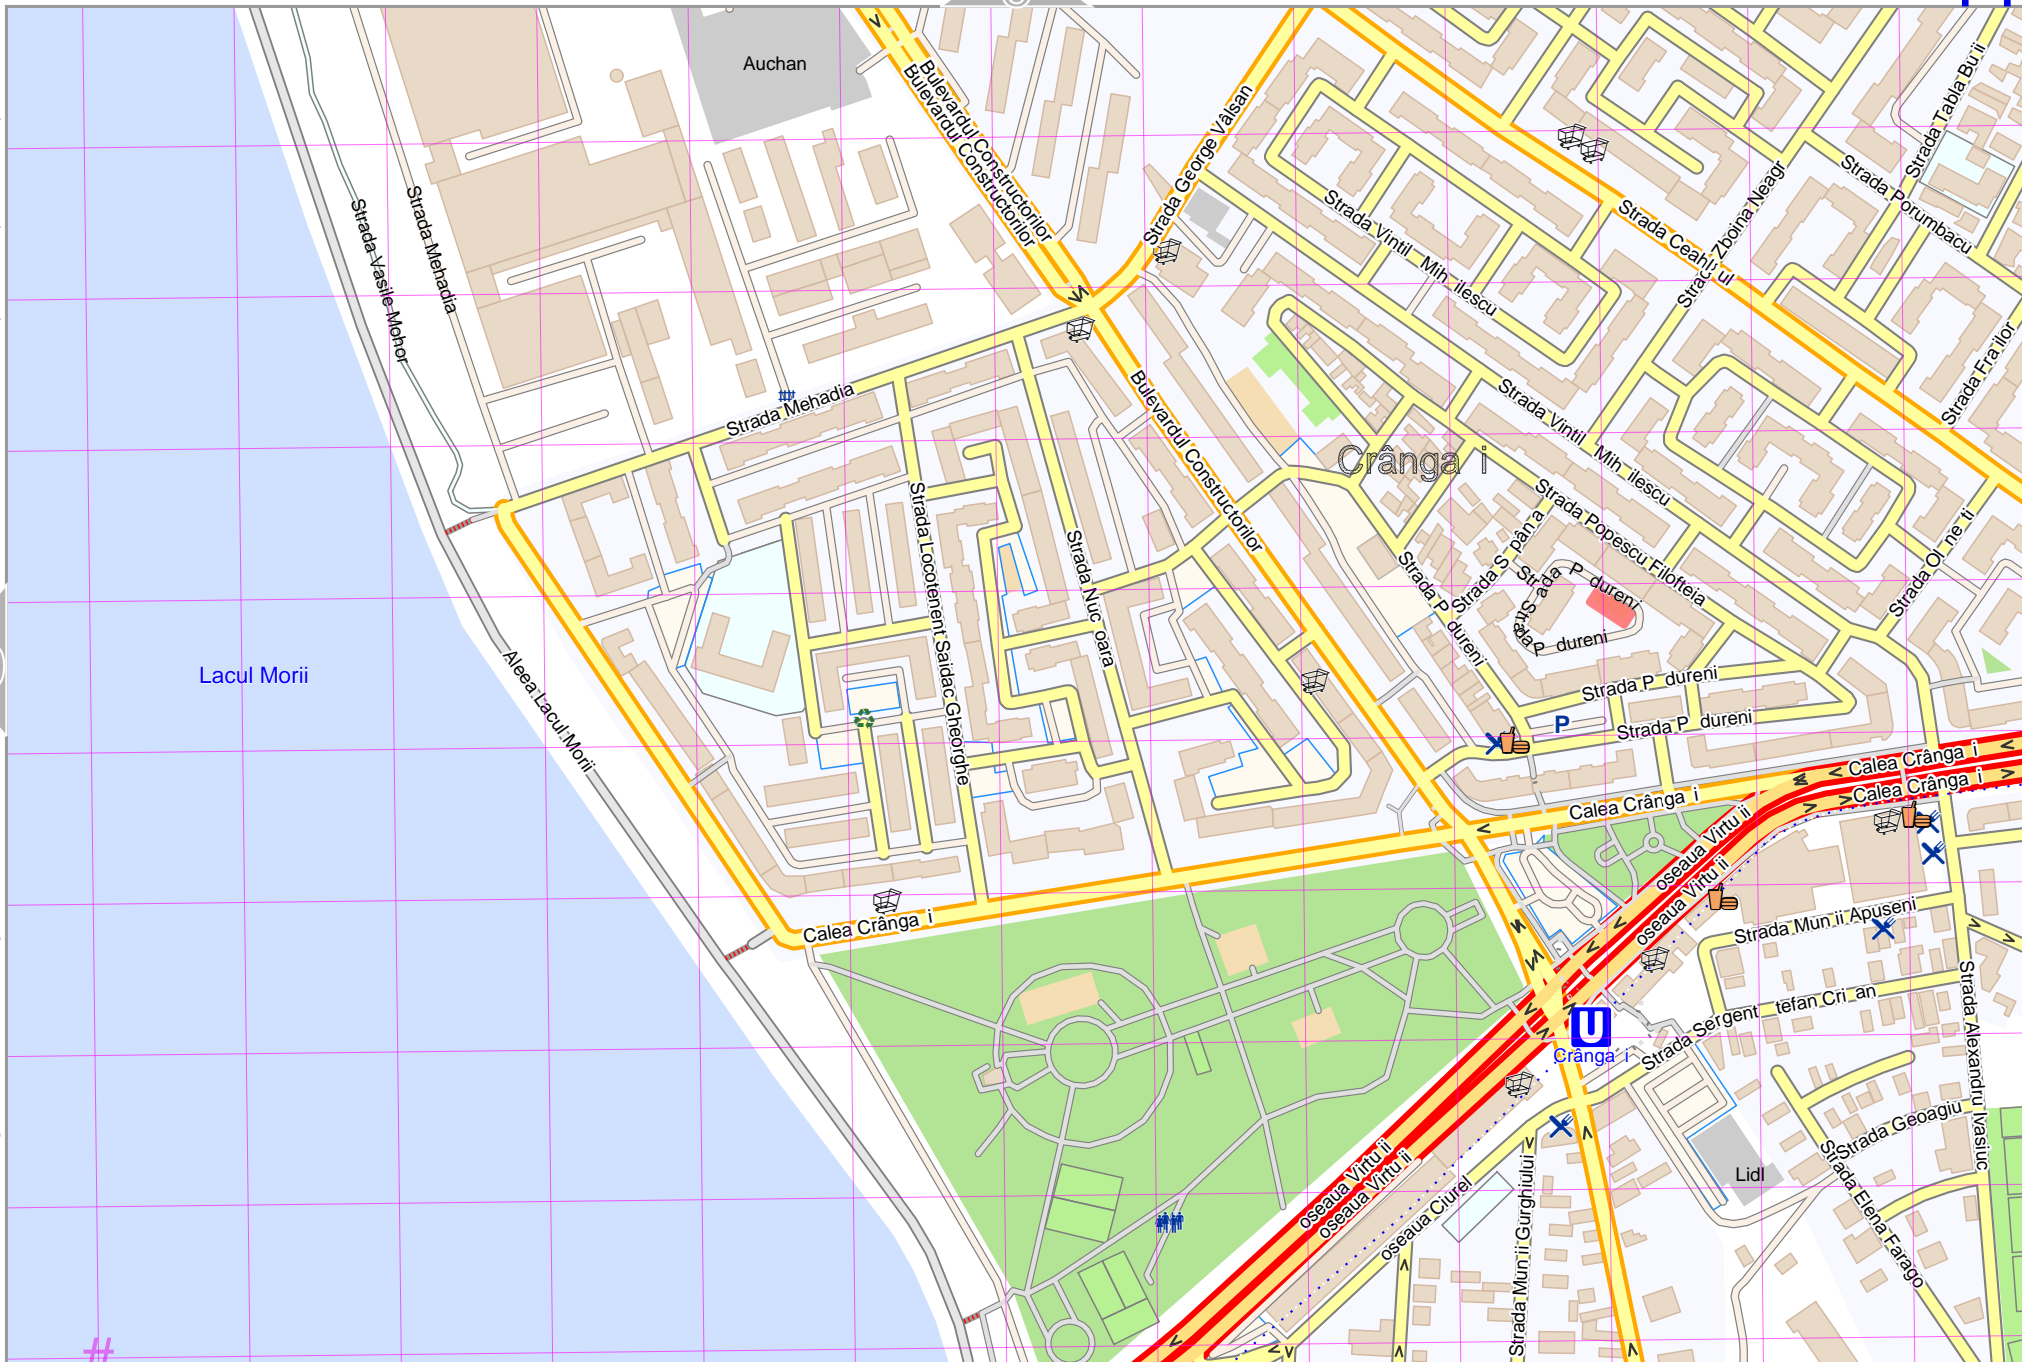 Auchan
Bulevardul Constructorilor
Bulevardul Constructorilor
Strada George Vâlsan
Strada Tabla Bu ii
Strada Porumbacu
Strada Zboina Neagr
Strada Ceahl ul
Strada Vintil Mih ilescu
Strada Mehadia
Strada Vasile Mohor
Strada Fra ilor
Strada Mehadia
Bulevardul Constructorilor
Strada Vintil Mih ilescu
Crânga i
Strada Popescu Filofteia
Strada S pân a
Strada Ol ne ti
Strada P dureni
Strada P dureni
Strada P dureni
Strada Locotenent Saidac Gheorghe
Strada Nuc oara
Strada P dureni
Strada P dureni
P
Lacul Morii
Aleea Lacul Morii
Calea Crânga i
Calea Crânga i
Calea Crânga i
oseaua Virtu ii
oseaua Virtu ii
Calea Crânga i
Strada Mun ii Apuseni
Strada Sergent tefan Cri an
Strada Alexandru Ivasiuc
U
Crânga i
Strada Geoagiu
Strada Elena Farago
Lidl
oseaua Virtu ii
oseaua Virtu ii
oseaua Ciurel
Strada Mun ii Gurghiului
#